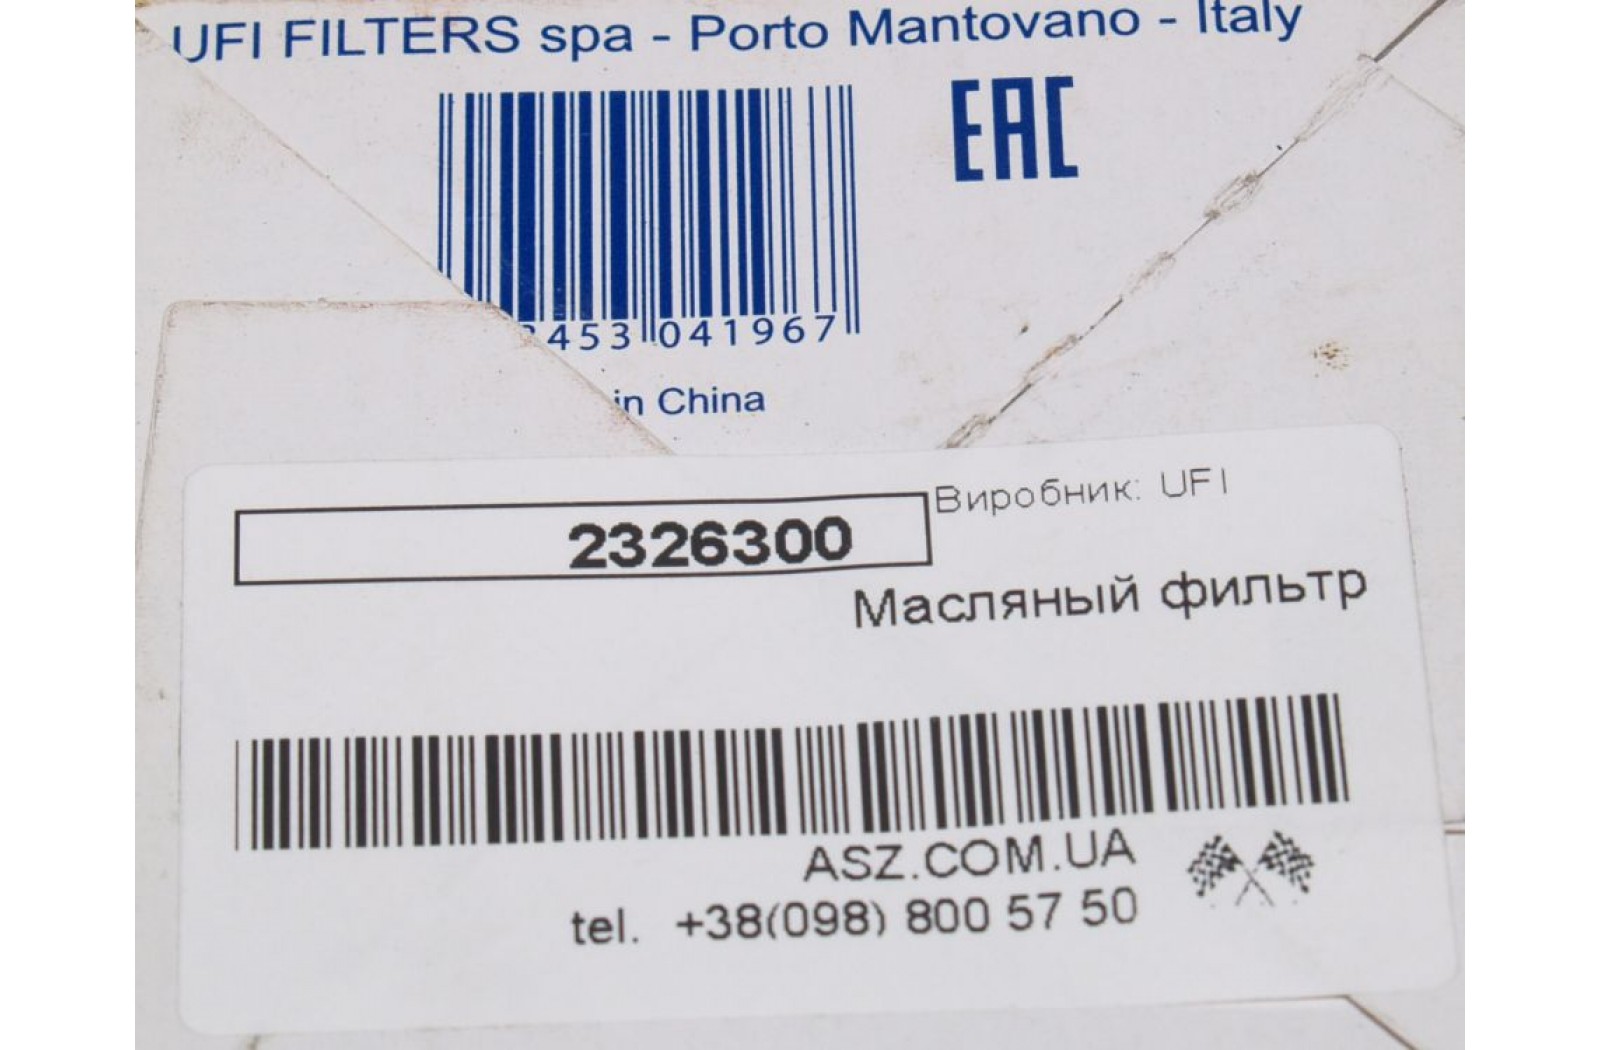 UFI FILTERS spa - Porto Mantovano - Italy
EAC
453 041967
in China
2326300
Виробник: UFI
Масляный фильтр
ASZ.COM.UA
tel. +38(098) 800 57 50